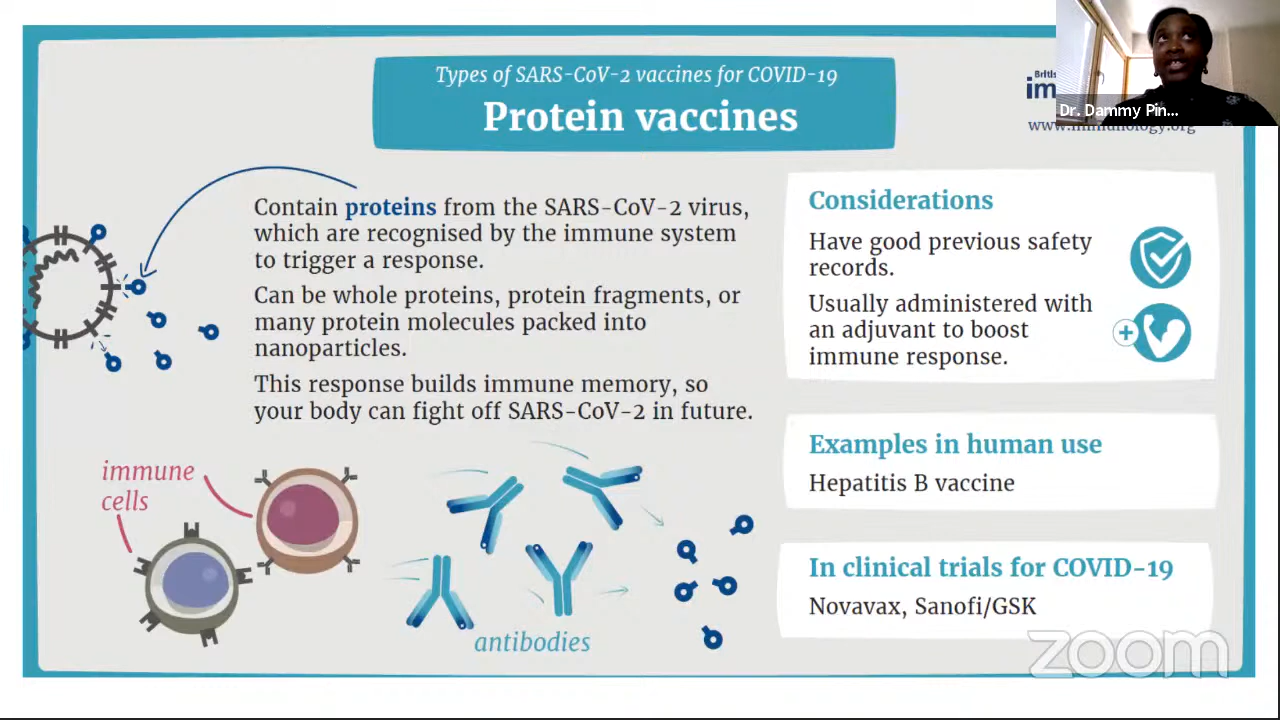 Types of SARS-CoV-2 vaccines for COVID-19
Protein vaccines
Dr. Dammy Pin...
www.immunology.org
Contain proteins from the SARS-CoV-2 virus,
which are recognised by the immune system
to trigger a response.
Can be whole proteins, protein fragments, or
many protein molecules packed into
nanoparticles.
This response builds immune memory, so
your body can fight off SARS-CoV-2 in future.
immune
cells
antibodies
Considerations
Have good previous safety
records.
Usually administered with
an adjuvant to boost
immune response.
Examples in human use
Hepatitis B vaccine
In clinical trials for COVID-19
Novavax, Sanofi/GSK
zoom